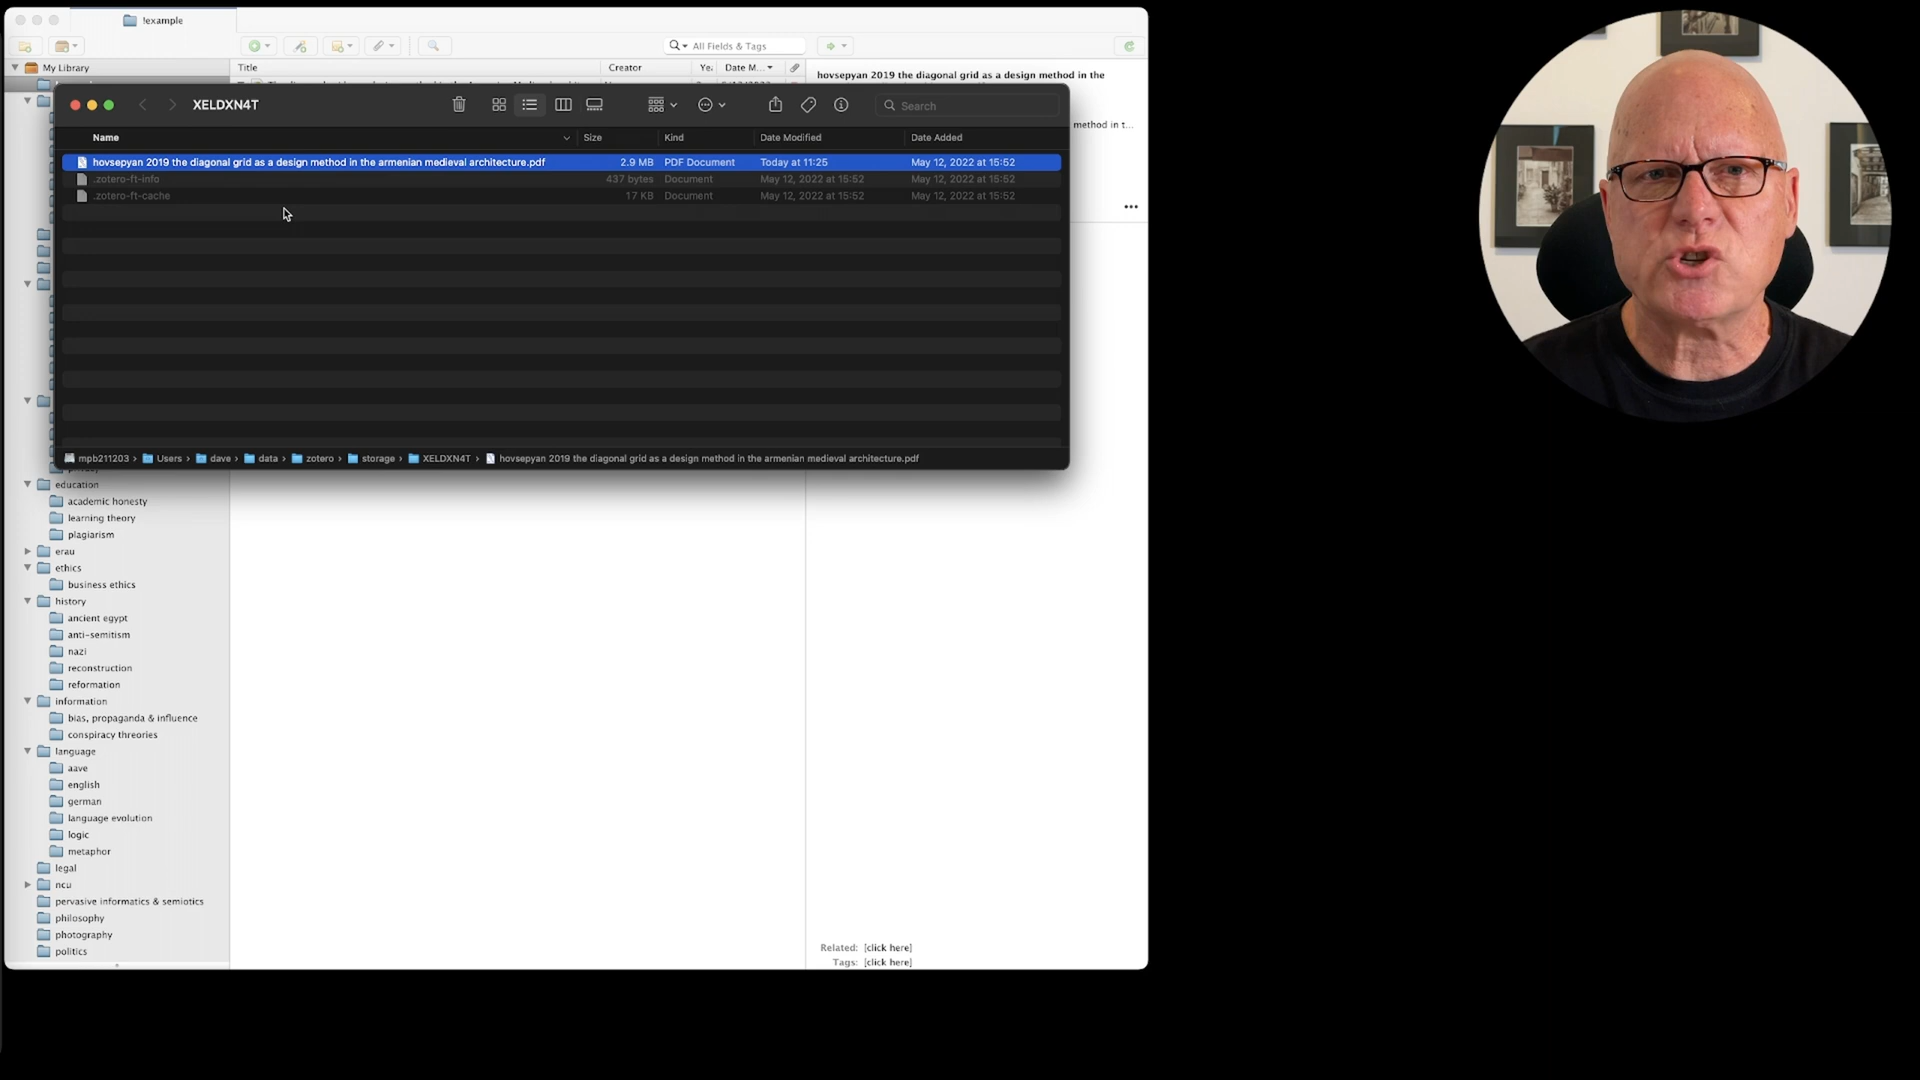 !example
All Fields & Tags
My Library
Title
Creator
Date M...
hovsepyan 2019 the diagonal grid as a design method in the
method in t...
XELDXN4T
Search
Name
Size
Kind
Date Modified
Date Added
hovsepyan 2019 the diagonal grid as a design method in the armenian medieval architecture.pdf 2.9 MB PDF Document Today at 11:25 May 12, 2022 at 15:52
.zotero-ft-info 437 bytes Document May 12, 2022 at 15:52 May 12, 2022 at 15:52
.zotero-ft-cache 17 KB Document May 12, 2022 at 15:52 May 12, 2022 at 15:52
mpb211203 › Users › dave › data › zotero › storage › XELDXN4T › hovsepyan 2019 the diagonal grid as a design method in the armenian medieval architecture.pdf
education
academic honesty
learning theory
plagiarism
erau
ethics
business ethics
history
ancient egypt
anti-semitism
nazi
reconstruction
reformation
information
bias, propaganda & influence
conspiracy theories
language
aave
english
german
language evolution
logic
metaphor
legal
ncu
pervasive informatics & semiotics
philosophy
photography
politics
Related: [click here]
Tags: [click here]